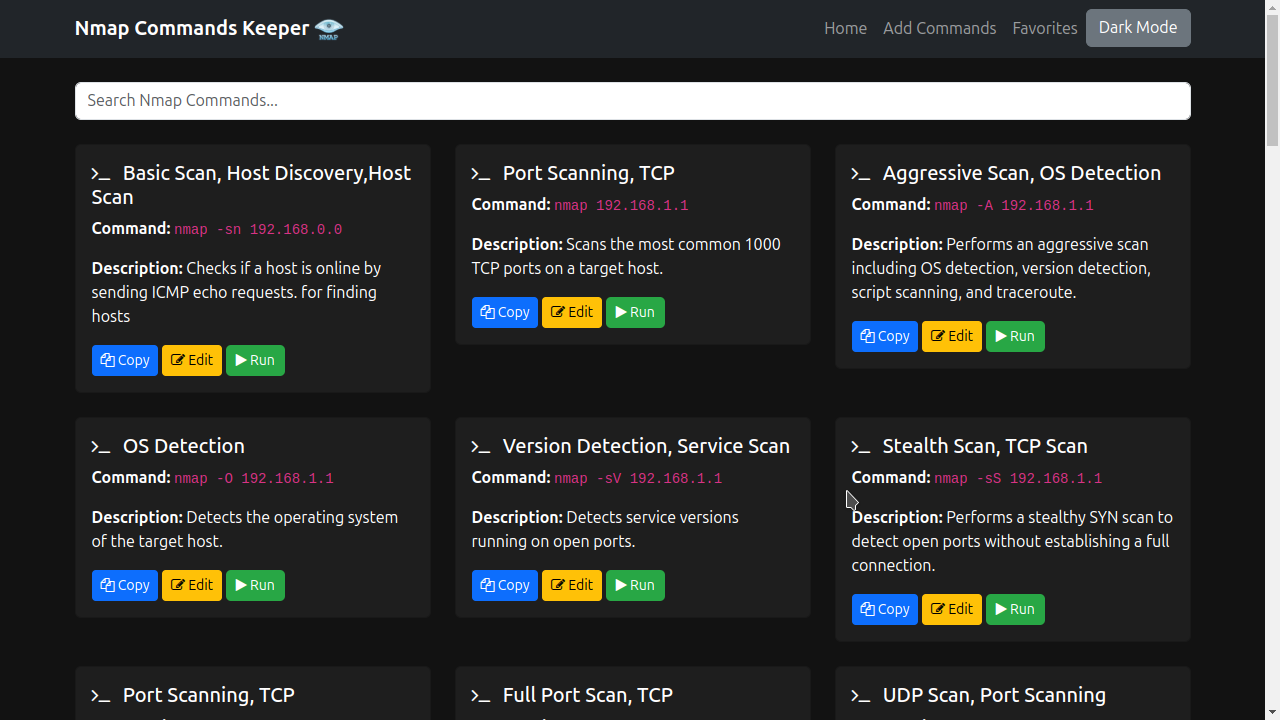 Nmap Commands Keeper NMAP
Home Add Commands Favorites Dark Mode
Search Nmap Commands...
Basic Scan, Host Discovery,Host
Scan
Command: nmap -sn 192.168.0.0
Description: Checks if a host is online by
sending ICMP echo requests. for finding
hosts
Copy Edit Run
Port Scanning, TCP
Command: nmap 192.168.1.1
Description: Scans the most common 1000
TCP ports on a target host.
Copy Edit Run
Aggressive Scan, OS Detection
Command: nmap -A 192.168.1.1
Description: Performs an aggressive scan
including OS detection, version detection,
script scanning, and traceroute.
Copy Edit Run
OS Detection
Command: nmap -O 192.168.1.1
Description: Detects the operating system
of the target host.
Copy Edit Run
Version Detection, Service Scan
Command: nmap -sV 192.168.1.1
Description: Detects service versions
running on open ports.
Copy Edit Run
Stealth Scan, TCP Scan
Command: nmap -sS 192.168.1.1
Description: Performs a stealthy SYN scan to
detect open ports without establishing a full
connection.
Copy Edit Run
Port Scanning, TCP
Full Port Scan, TCP
UDP Scan, Port Scanning